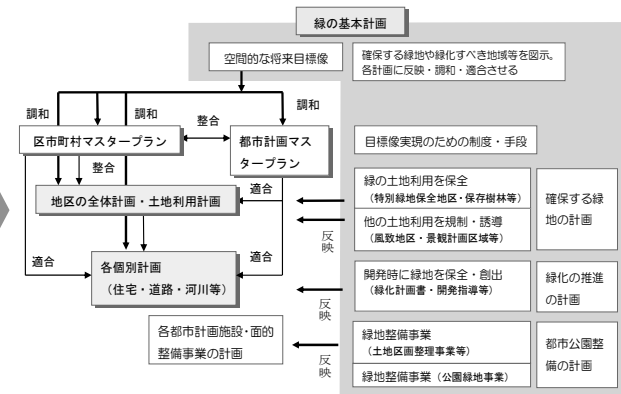 緑の基本計画
空間的な将来目標像
確保する緑地や緑化すべき地域等を図示。
各計画に反映・調和・適合させる
調和
調和
調和
区市町村マスタープラン
整合
都市計画マス
タープラン
目標像実現のための制度・手段
整合
適合
地区の全体計画・土地利用計画
緑の土地利用を保全
(特別緑地保全地区・保存樹林等)
他の土地利用を規制・誘導
(風致地区・景観計画区域等)
確保する緑
地の計画
反映
適合
適合
各個別計画
(住宅・道路・河川等)
開発時に緑地を保全・創出
(緑化計画書・開発指導等)
緑化の推進
の計画
反映
各都市計画施設・面的
整備事業の計画
緑地整備事業
(土地区画整理事業等)
緑地整備事業(公園緑地事業)
都市公園整
備の計画
反映